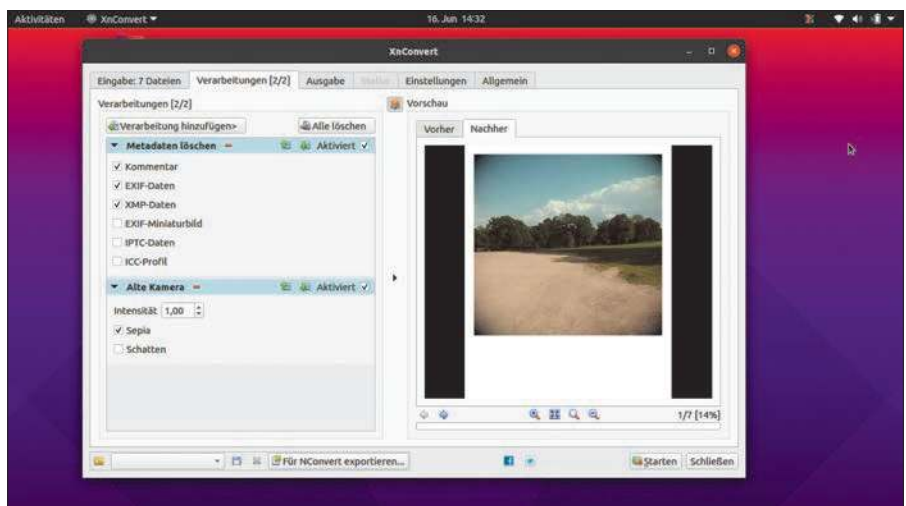 Aktivitäten XnConvert 16. Jun 14:32
XnConvert
Eingabe: 7 Dateien Verarbeitungen [2/2] Ausgabe Einstellungen Allgemein
Verarbeitungen [2/2] Vorschau
Verarbeitung hinzufügen> Alle löschen Vorher Nachher
Metadaten löschen Aktiviert
Kommentar
EXIF-Daten
XMP-Daten
EXIF-Miniaturbild
IPTC-Daten
ICC-Profil
Alte Kamera Aktiviert
Intensität 1,00
Sepia
Schatten
1/7 [14%]
Für NConvert exportieren... Starten Schließen